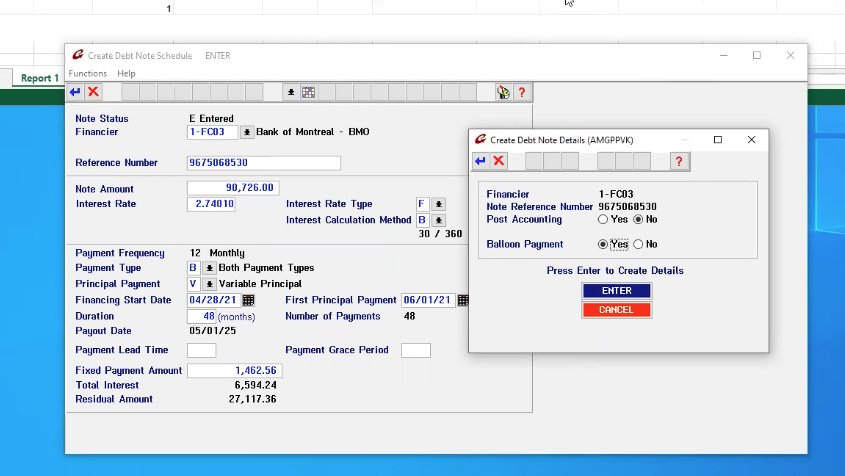 1
Report 1
Create Debt Note Schedule ENTER
Functions Help
?
Note Status E Entered
Financier 1-FC03 Bank of Montreal - BMO
Reference Number 9675068530
Note Amount 90,726.00
Interest Rate 2.74010 Interest Rate Type F
Interest Calculation Method B
30 / 360
Payment Frequency 12 Monthly
Payment Type B Both Payment Types
Principal Payment V Variable Principal
Financing Start Date 04/28/21 First Principal Payment 06/01/21
Duration 48 (months) Number of Payments 48
Payout Date 05/01/25
Payment Lead Time Payment Grace Period
Fixed Payment Amount 1,462.56
Total Interest 6,594.24
Residual Amount 27,117.36
Create Debt Note Details (AMGPPVK)
?
Financier 1-FC03
Note Reference Number 9675068530
Post Accounting Yes No
Balloon Payment Yes No
Press Enter to Create Details
ENTER
CANCEL